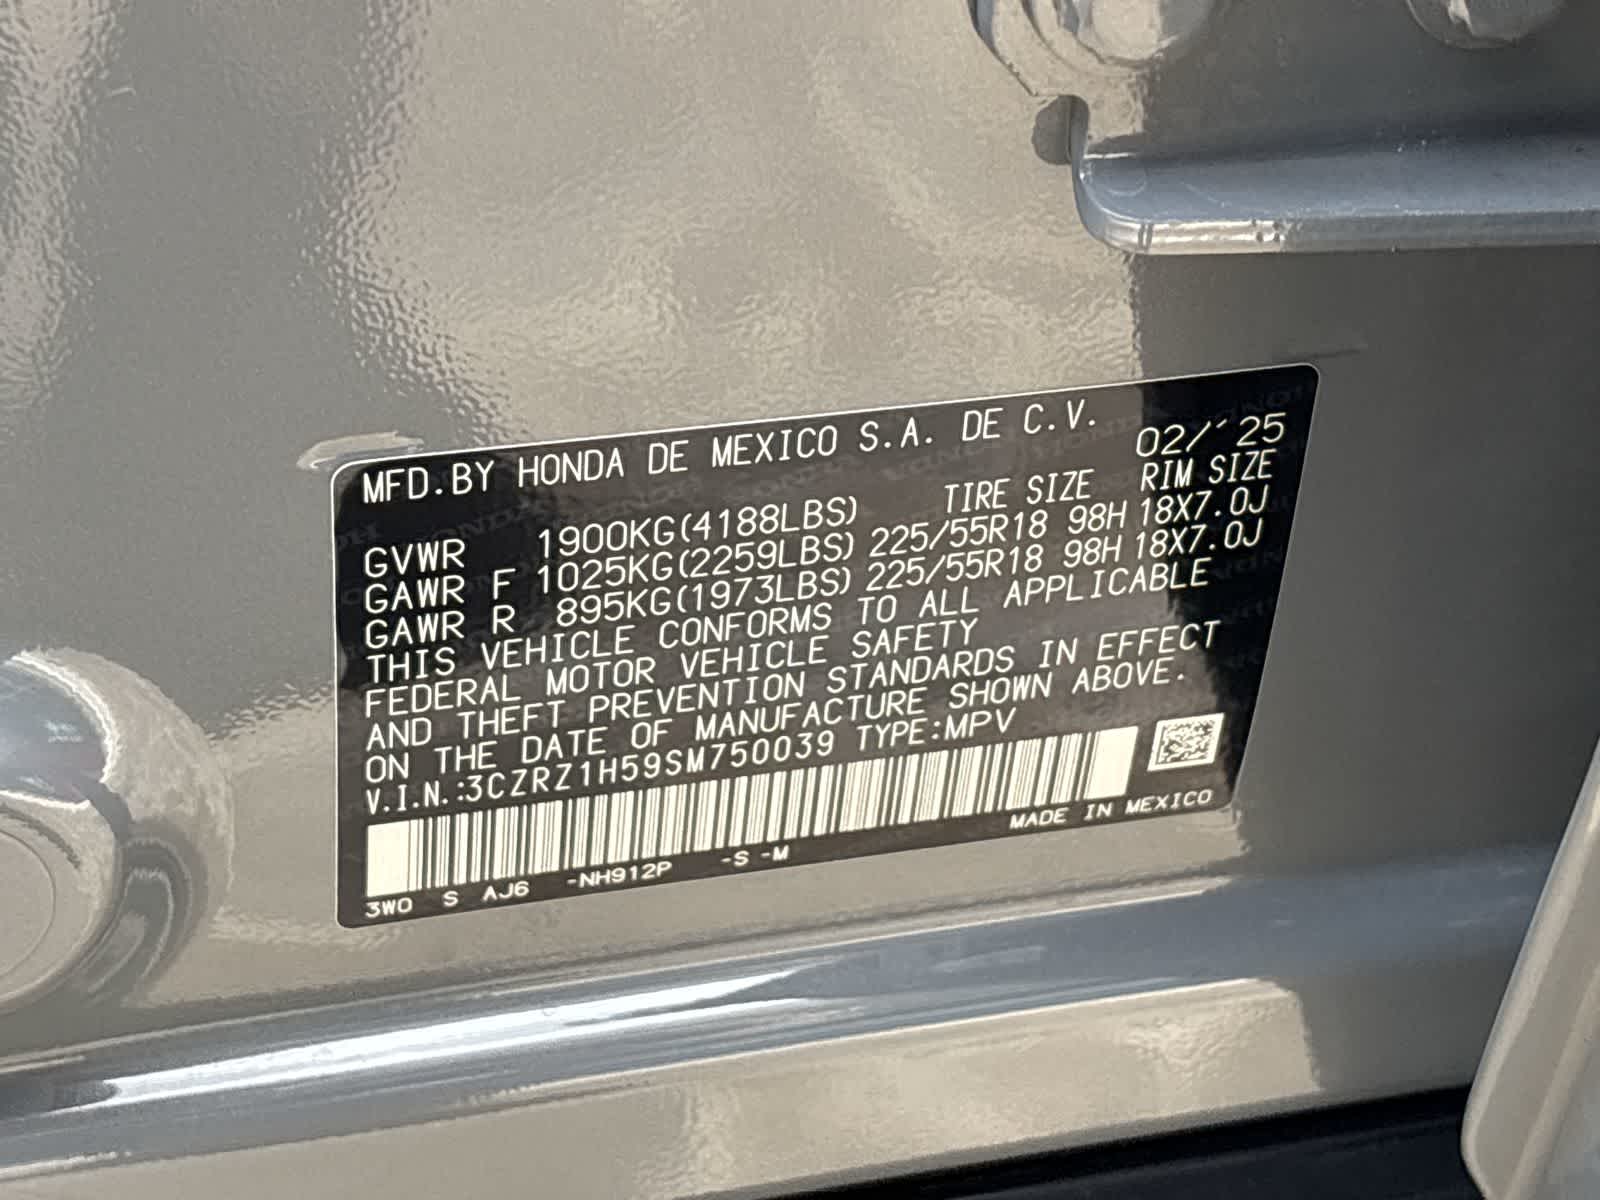 MFD.BY HONDA DE MEXICO S.A. DE C.V.
02/´25
TIRE SIZE RIM SIZE
GVWR 1900KG(4188LBS)
GAWR F 1025KG(2259LBS) 225/55R18 98H 18X7.0J
GAWR R 895KG(1973LBS) 225/55R18 98H 18X7.0J
THIS VEHICLE CONFORMS TO ALL APPLICABLE
FEDERAL MOTOR VEHICLE SAFETY
AND THEFT PREVENTION STANDARDS IN EFFECT
ON THE DATE OF MANUFACTURE SHOWN ABOVE.
V.I.N.:3CZRZ1H59SM750039 TYPE:MPV
MADE IN MEXICO
3WO S AJ6 -NH912P -S -M